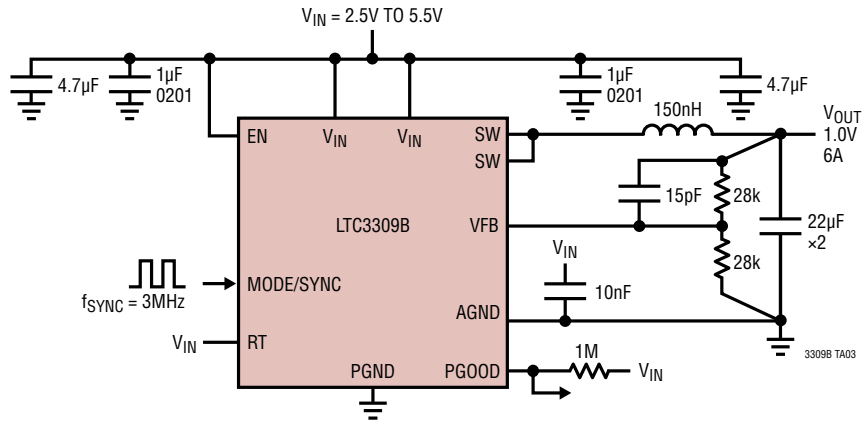 VIN = 2.5V TO 5.5V
4.7µF
1µF
0201
1µF
0201
4.7µF
150nH
VOUT
1.0V
6A
EN
VIN
VIN
SW
SW
15pF
28k
LTC3309B
VFB
22µF
×2
VIN
28k
MODE/SYNC
10nF
fSYNC = 3MHz
AGND
VIN
RT
1M
3309B TA03
PGND
PGOOD
VIN